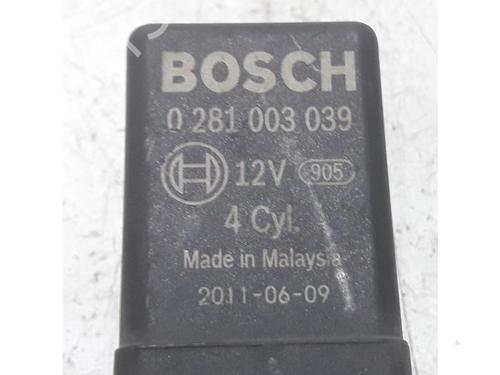 BOSCH
0 281 003 039
12V 905
4 Cyl.
Made in Malaysia
2011-06-09